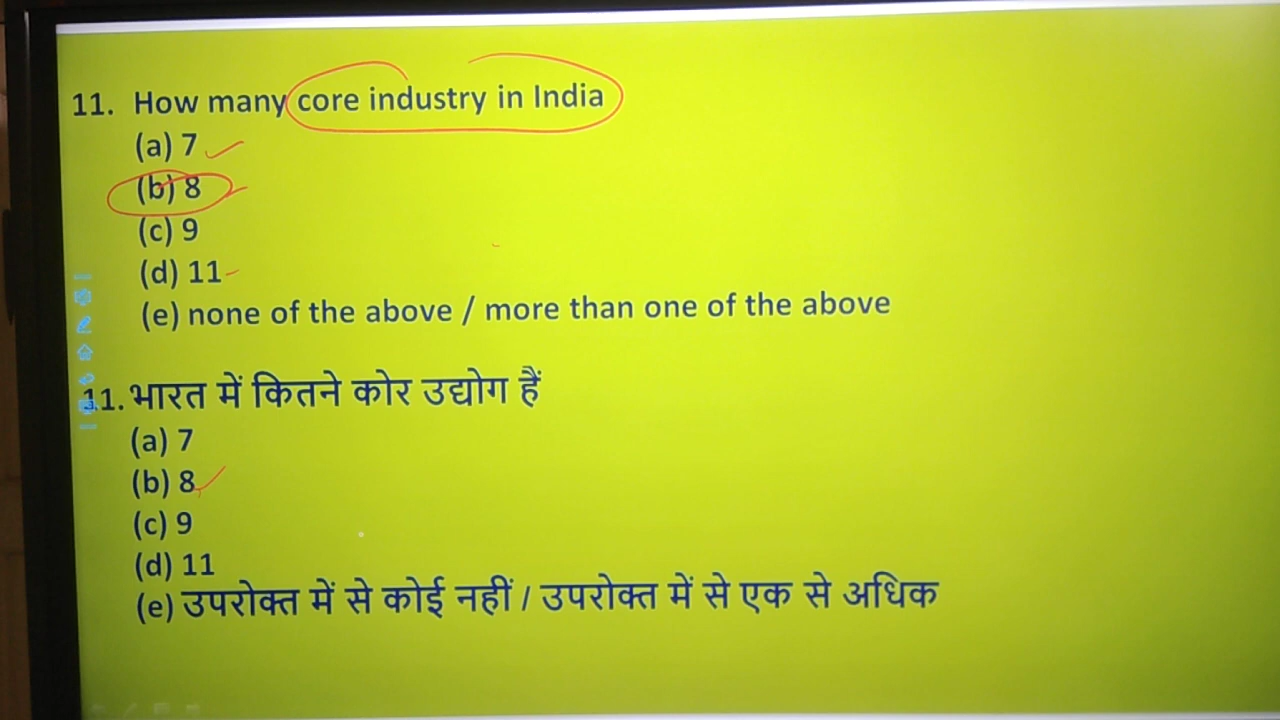 11. How many core industry in India
(a) 7
(b) 8
(c) 9
(d) 11
(e) none of the above / more than one of the above
11. भारत में कितने कोर उद्योग हैं
(a) 7
(b) 8
(c) 9
(d) 11
(e) उपरोक्त में से कोई नहीं / उपरोक्त में से एक से अधिक